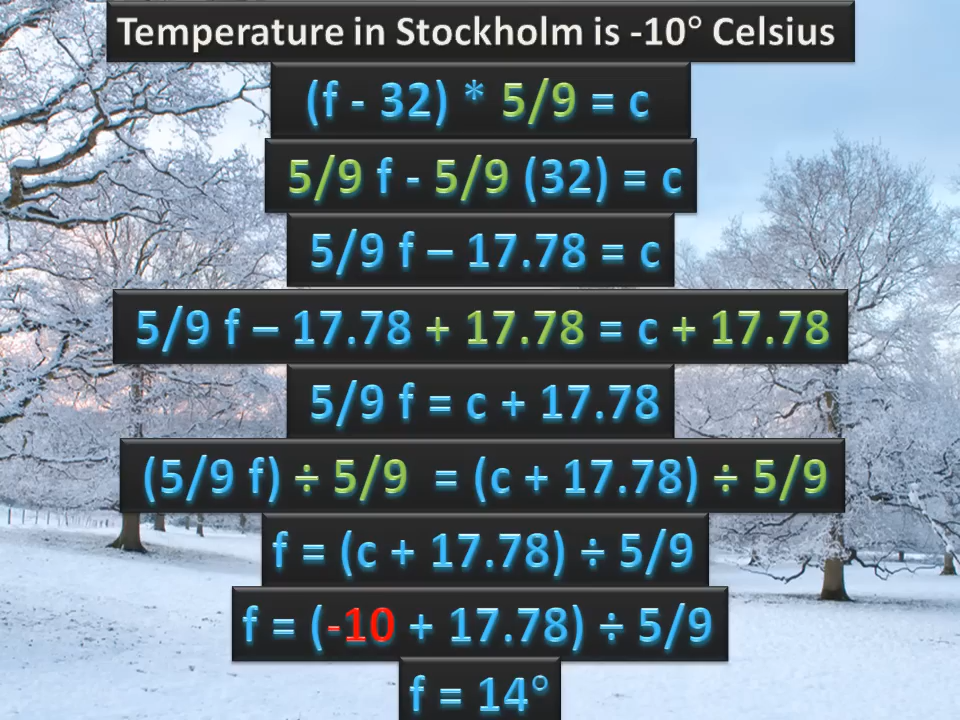 Temperature in Stockholm is -10° Celsius
(f - 32) * 5/9 = c
5/9 f - 5/9 (32) = c
5/9 f – 17.78 = c
5/9 f – 17.78 + 17.78 = c + 17.78
5/9 f = c + 17.78
(5/9 f) ÷ 5/9 = (c + 17.78) ÷ 5/9
f = (c + 17.78) ÷ 5/9
f = (-10 + 17.78) ÷ 5/9
f = 14°